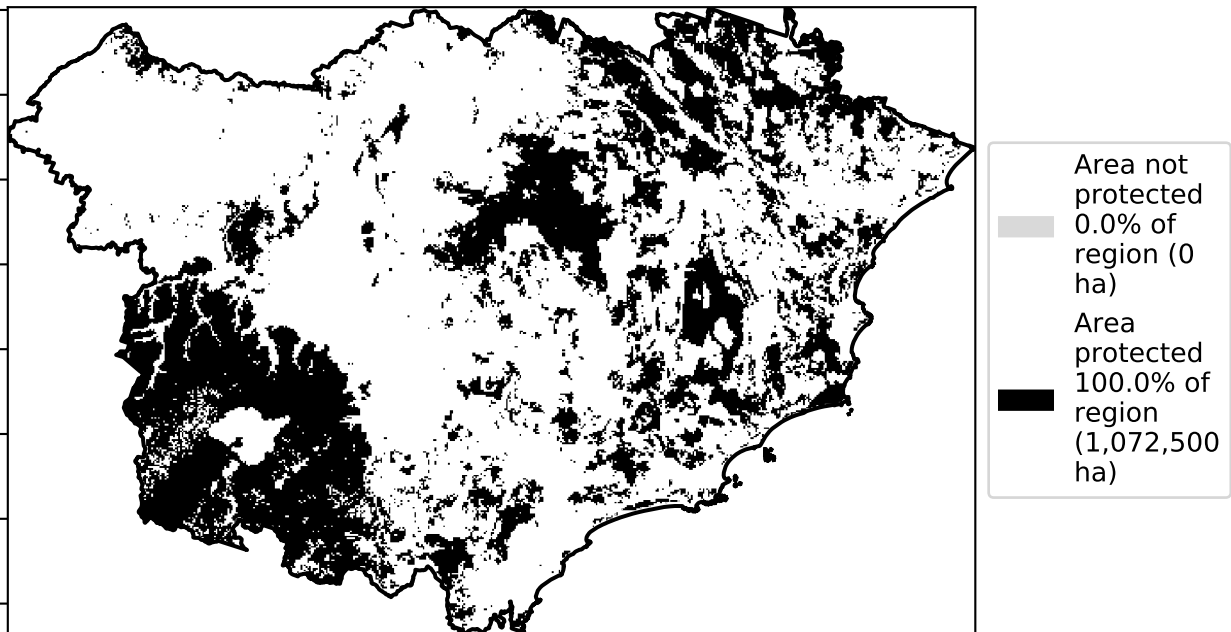 Area not
protected
0.0% of
region (0
ha)
Area
protected
100.0% of
region
(1,072,500
ha)